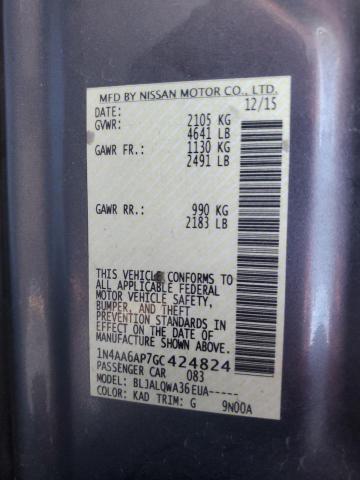 MFD BY NISSAN MOTOR CO., LTD.
DATE: 12/15
GVWR: 2105 KG
4641 LB
GAWR FR.: 1130 KG
2491 LB
GAWR RR.: 990 KG
2183 LB
THIS VEHICLE CONFORMS TO
ALL APPLICABLE FEDERAL
MOTOR VEHICLE SAFETY,
BUMPER, AND THEFT
PREVENTION STANDARDS IN
EFFECT ON THE DATE OF
MANUFACTURE SHOWN ABOVE.
1N4AA6AP7GC424824
PASSENGER CAR 083
MODEL: BLJALQWA36EUA-----
COLOR: KAD TRIM: G 9N00A